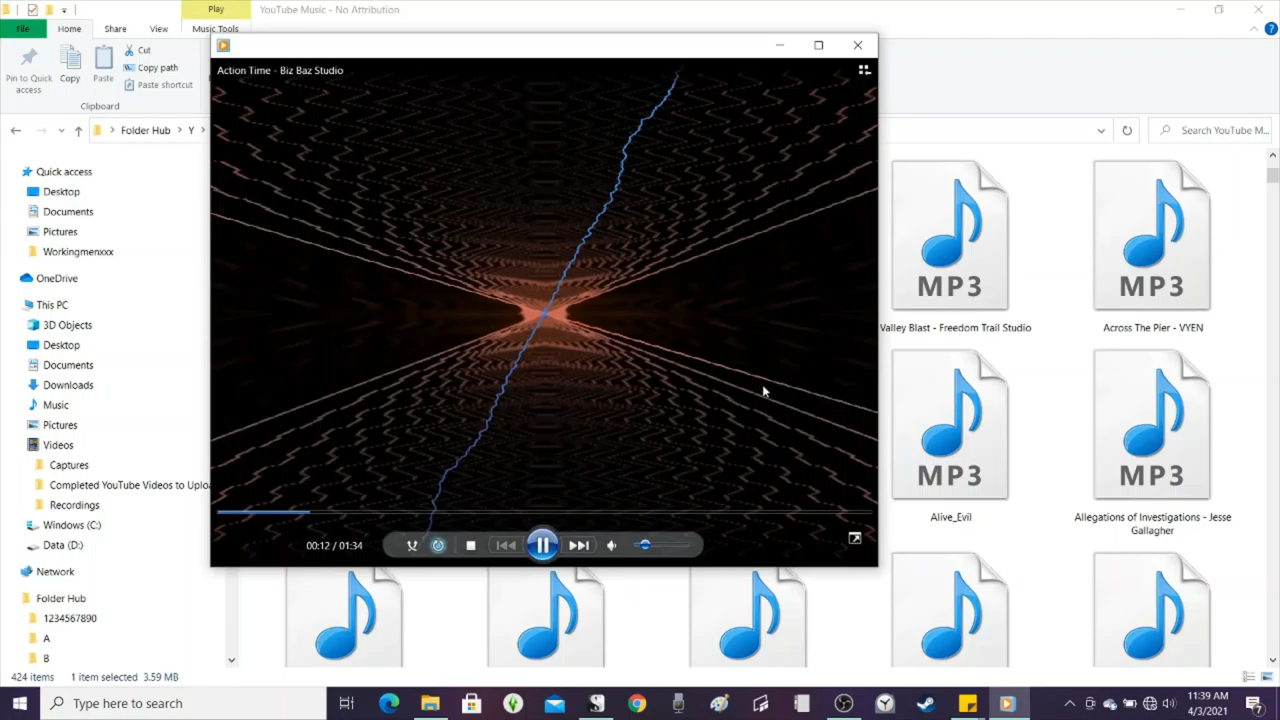 Play
YouTube Music - No Attribution
File
Home
Share
View
Music Tools
Pin to Quick
access
Copy
Paste
Cut
Copy path
Paste shortcut
Clipboard
Action Time - Biz Baz Studio
Folder Hub
Y
Search YouTube M...
Quick access
Desktop
Documents
Pictures
Workingmenxxx
OneDrive
This PC
3D Objects
Desktop
Documents
Downloads
Music
Pictures
Videos
Captures
Completed YouTube Videos to Uplo
Recordings
Windows (C:)
Data (D:)
Network
Folder Hub
1234567890
A
B
MP3
MP3
Valley Blast - Freedom Trail Studio
Across The Pier - VYEN
MP3
MP3
Alive_Evil
Allegations of Investigations - Jesse
Gallagher
00:12 / 01:34
424 items
1 item selected
3.59 MB
Type here to search
11:39 AM
4/3/2021
7